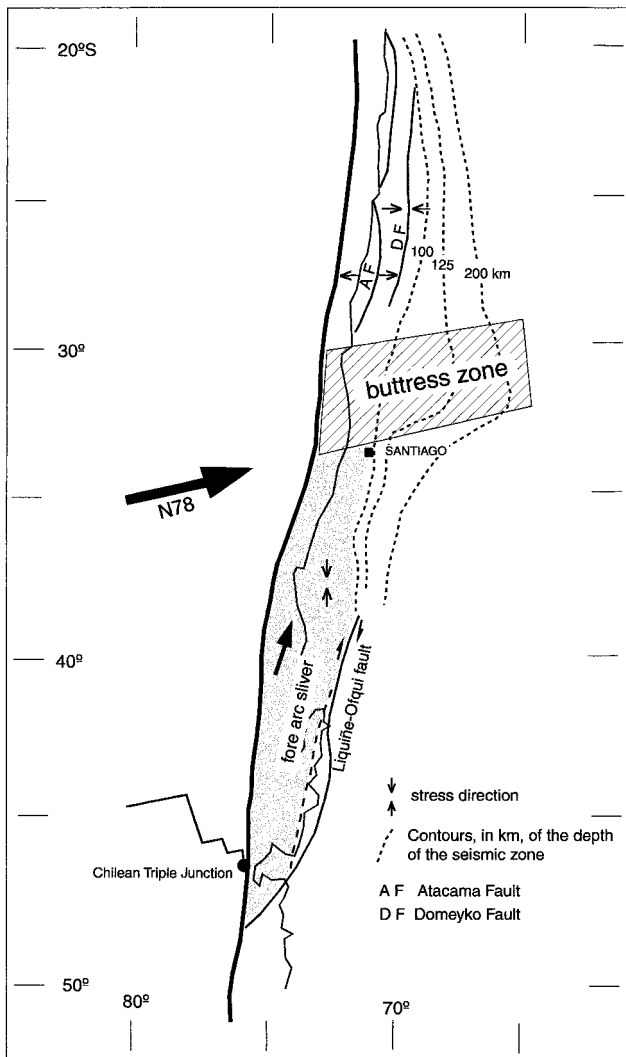 20ºS
D F
A F
100
125
200 km
30º
buttress zone
SANTIAGO
N78
40º
fore arc sliver
Liquiñe-Ofqui fault
stress direction
Contours, in km, of the depth
of the seismic zone
Chilean Triple Junction
A F Atacama Fault
D F Domeyko Fault
50º
80º
70º